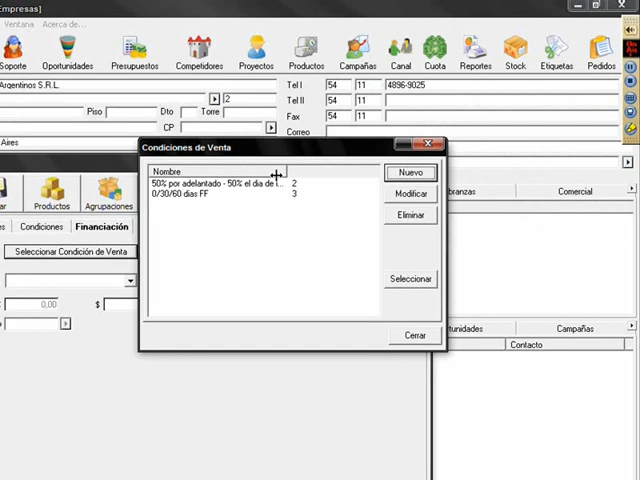 Empresas]
Ventana Acerca de...
Soporte Oportunidades Presupuestos Competitores Proyectos Productos Campañas Canal Cuota Reportes Stock Etiquetas Pedidos
Argentinos S.R.L.
Tel I 54 11 4896-9025
2
Tel II 54 11
Piso Dto Torre
Fax 54 11
CP
Correo
Aires
Condiciones de Venta
Nombre
50% por adelantado - 50% el dia de l... 2
0/30/60 dias FF 3
Nuevo
Modificar
Eliminar
Seleccionar
Cerrar
branzas Comercial
Productos Agrupaciones
Condiciones Financiación
Seleccionar Condición de Venta
0,00 $
tunidades Campañas
Contacto